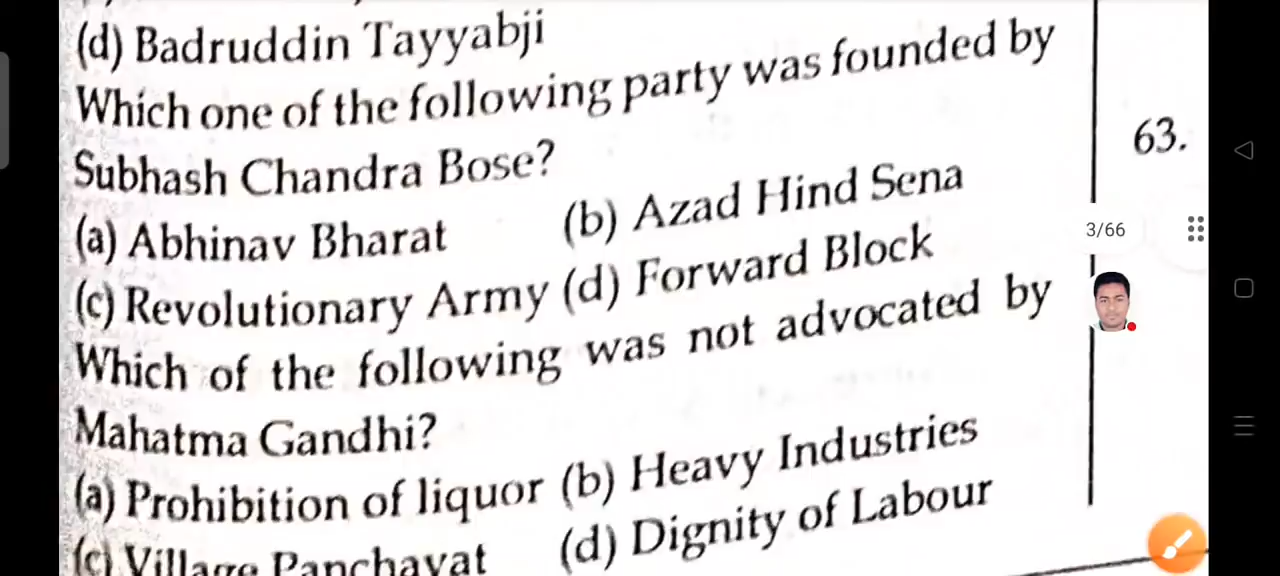 (d) Badruddin Tayyabji
Which one of the following party was founded by
Subhash Chandra Bose?
(a) Abhinav Bharat (b) Azad Hind Sena
(c) Revolutionary Army (d) Forward Block
Which of the following was not advocated by
Mahatma Gandhi?
(a) Prohibition of liquor (b) Heavy Industries
(c) Village Panchayat (d) Dignity of Labour
63.
3/66